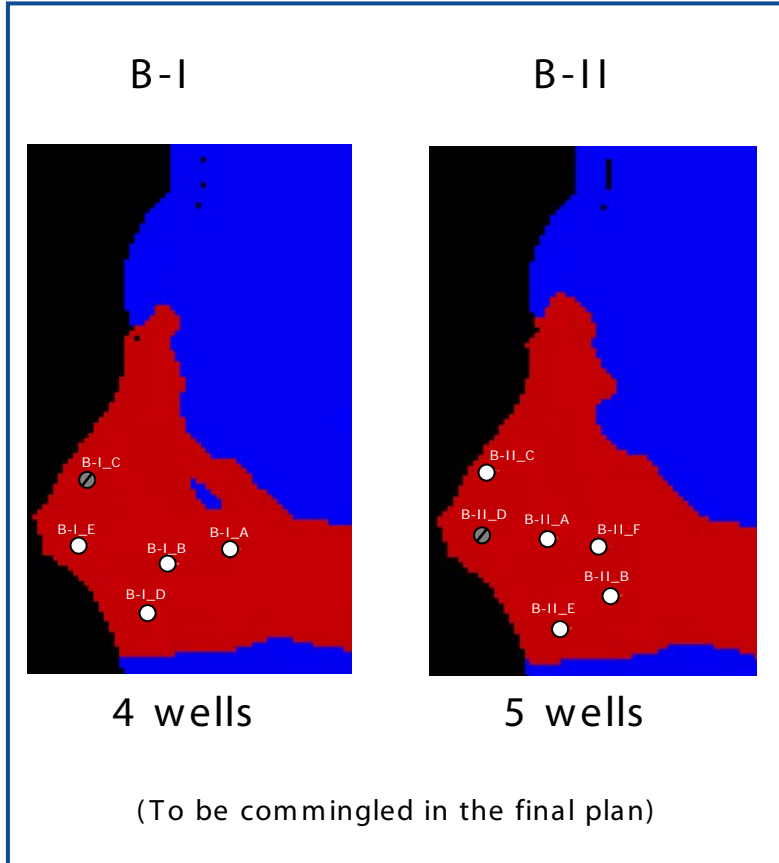 B-I
B-II
B-I_C
B-I_E
B-I_B
B-I_A
B-I_D
B-II_C
B-II_D
B-II_A
B-II_F
B-II_B
B-II_E
4 wells
5 wells
(To be commingled in the final plan)